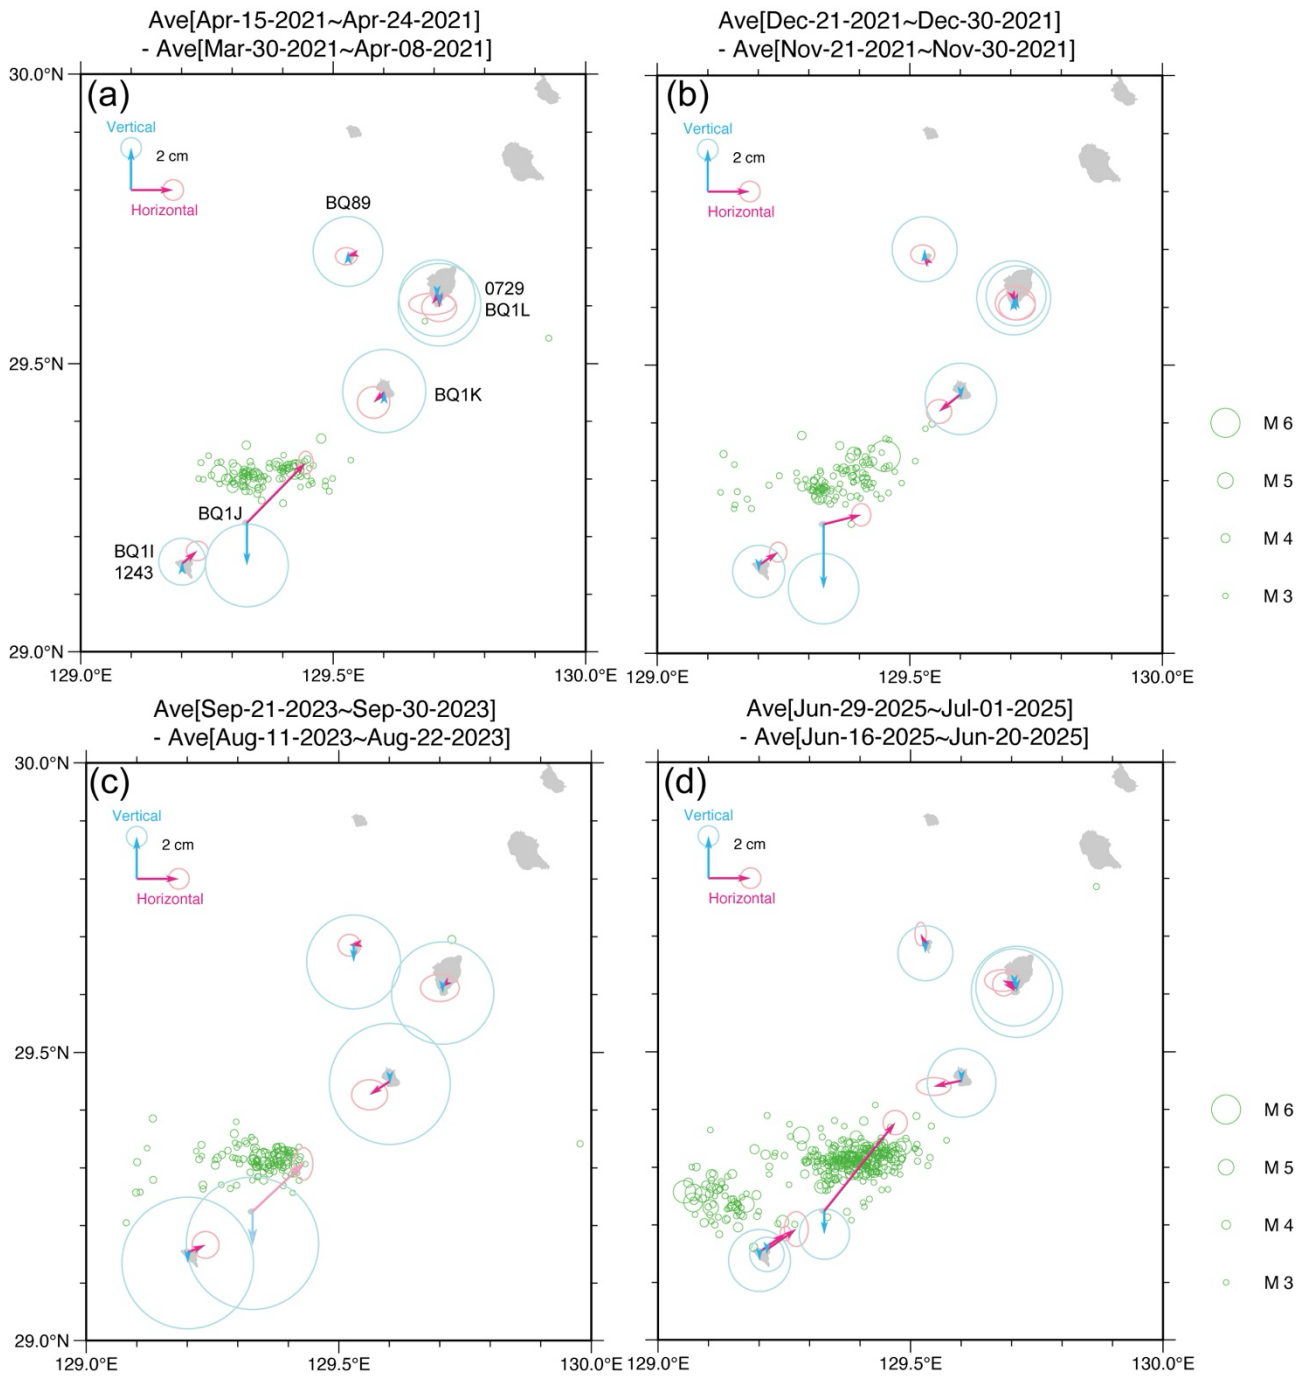 Ave[Apr-15-2021~Apr-24-2021]
- Ave[Mar-30-2021~Apr-08-2021]
(a)
30.0°N
29.5°N
29.0°N
Vertical
2 cm
Horizontal
BQ89
0729
BQ1L
BQ1K
BQ1J
BQ1I
1243
129.0°E
129.5°E
130.0°E
Ave[Dec-21-2021~Dec-30-2021]
- Ave[Nov-21-2021~Nov-30-2021]
(b)
Vertical
2 cm
Horizontal
129.0°E
129.5°E
130.0°E
M 6
M 5
M 4
M 3
Ave[Sep-21-2023~Sep-30-2023]
- Ave[Aug-11-2023~Aug-22-2023]
(c)
30.0°N
29.5°N
29.0°N
Vertical
2 cm
Horizontal
129.0°E
129.5°E
130.0°E
Ave[Jun-29-2025~Jul-01-2025]
- Ave[Jun-16-2025~Jun-20-2025]
(d)
Vertical
2 cm
Horizontal
129.0°E
129.5°E
130.0°E
M 6
M 5
M 4
M 3